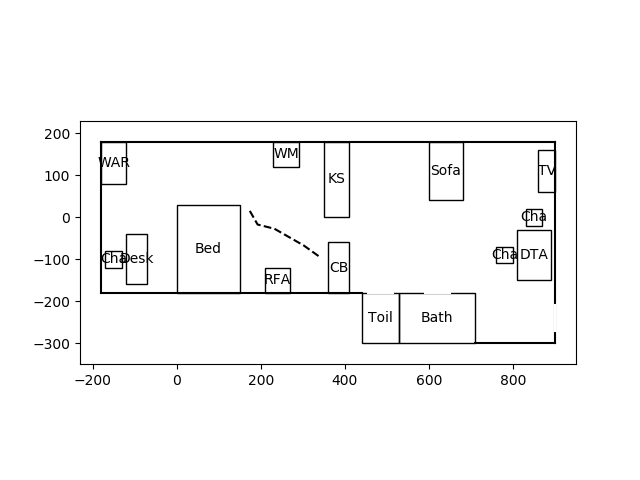 200
100
0
−100
−200
−300
WAR
WM
KS
Sofa
TV
Cha
Cha
Desk
Bed
RFA
CB
Cha
DTA
Toil
Bath
−200
0
200
400
600
800